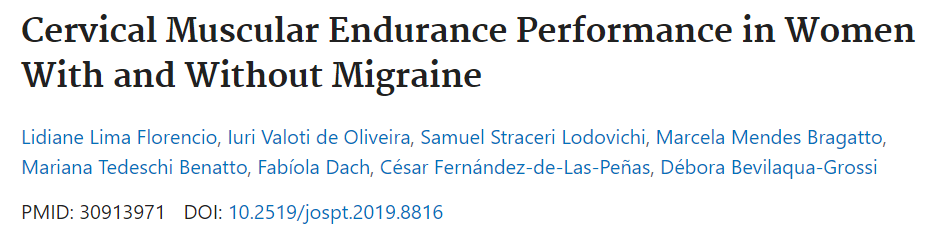 Cervical Muscular Endurance Performance in Women
With and Without Migraine
Lidiane Lima Florencio, Iuri Valoti de Oliveira, Samuel Straceri Lodovichi, Marcela Mendes Bragatto,
Mariana Tedeschi Benatto, Fabíola Dach, César Fernández-de-Las-Peñas, Débora Bevilaqua-Grossi
PMID: 30913971 DOI: 10.2519/jospt.2019.8816